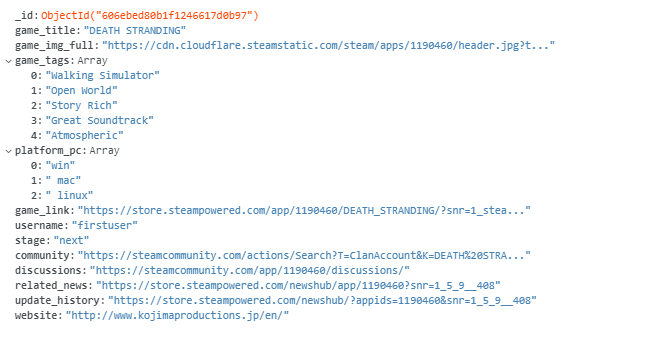 _id: ObjectId("606ebed80b1f1246617d0b97")
game_title: "DEATH STRANDING"
game_img_full: "https://cdn.cloudflare.steamstatic.com/steam/apps/1190460/header.jpg?t..."
game_tags: Array
0: "Walking Simulator"
1: "Open World"
2: "Story Rich"
3: "Great Soundtrack"
4: "Atmospheric"
platform_pc: Array
0: "win"
1: " mac"
2: " linux"
game_link: "https://store.steampowered.com/app/1190460/DEATH_STRANDING/?snr=1_stea..."
username: "firstuser"
stage: "next"
community: "https://steamcommunity.com/actions/Search?T=ClanAccount&K=DEATH%20STRA..."
discussions: "https://steamcommunity.com/app/1190460/discussions/"
related_news: "https://store.steampowered.com/newshub/app/1190460?snr=1_5_9__408"
update_history: "https://store.steampowered.com/newshub/?appids=1190460&snr=1_5_9__408"
website: "http://www.kojimaproductions.jp/en/"